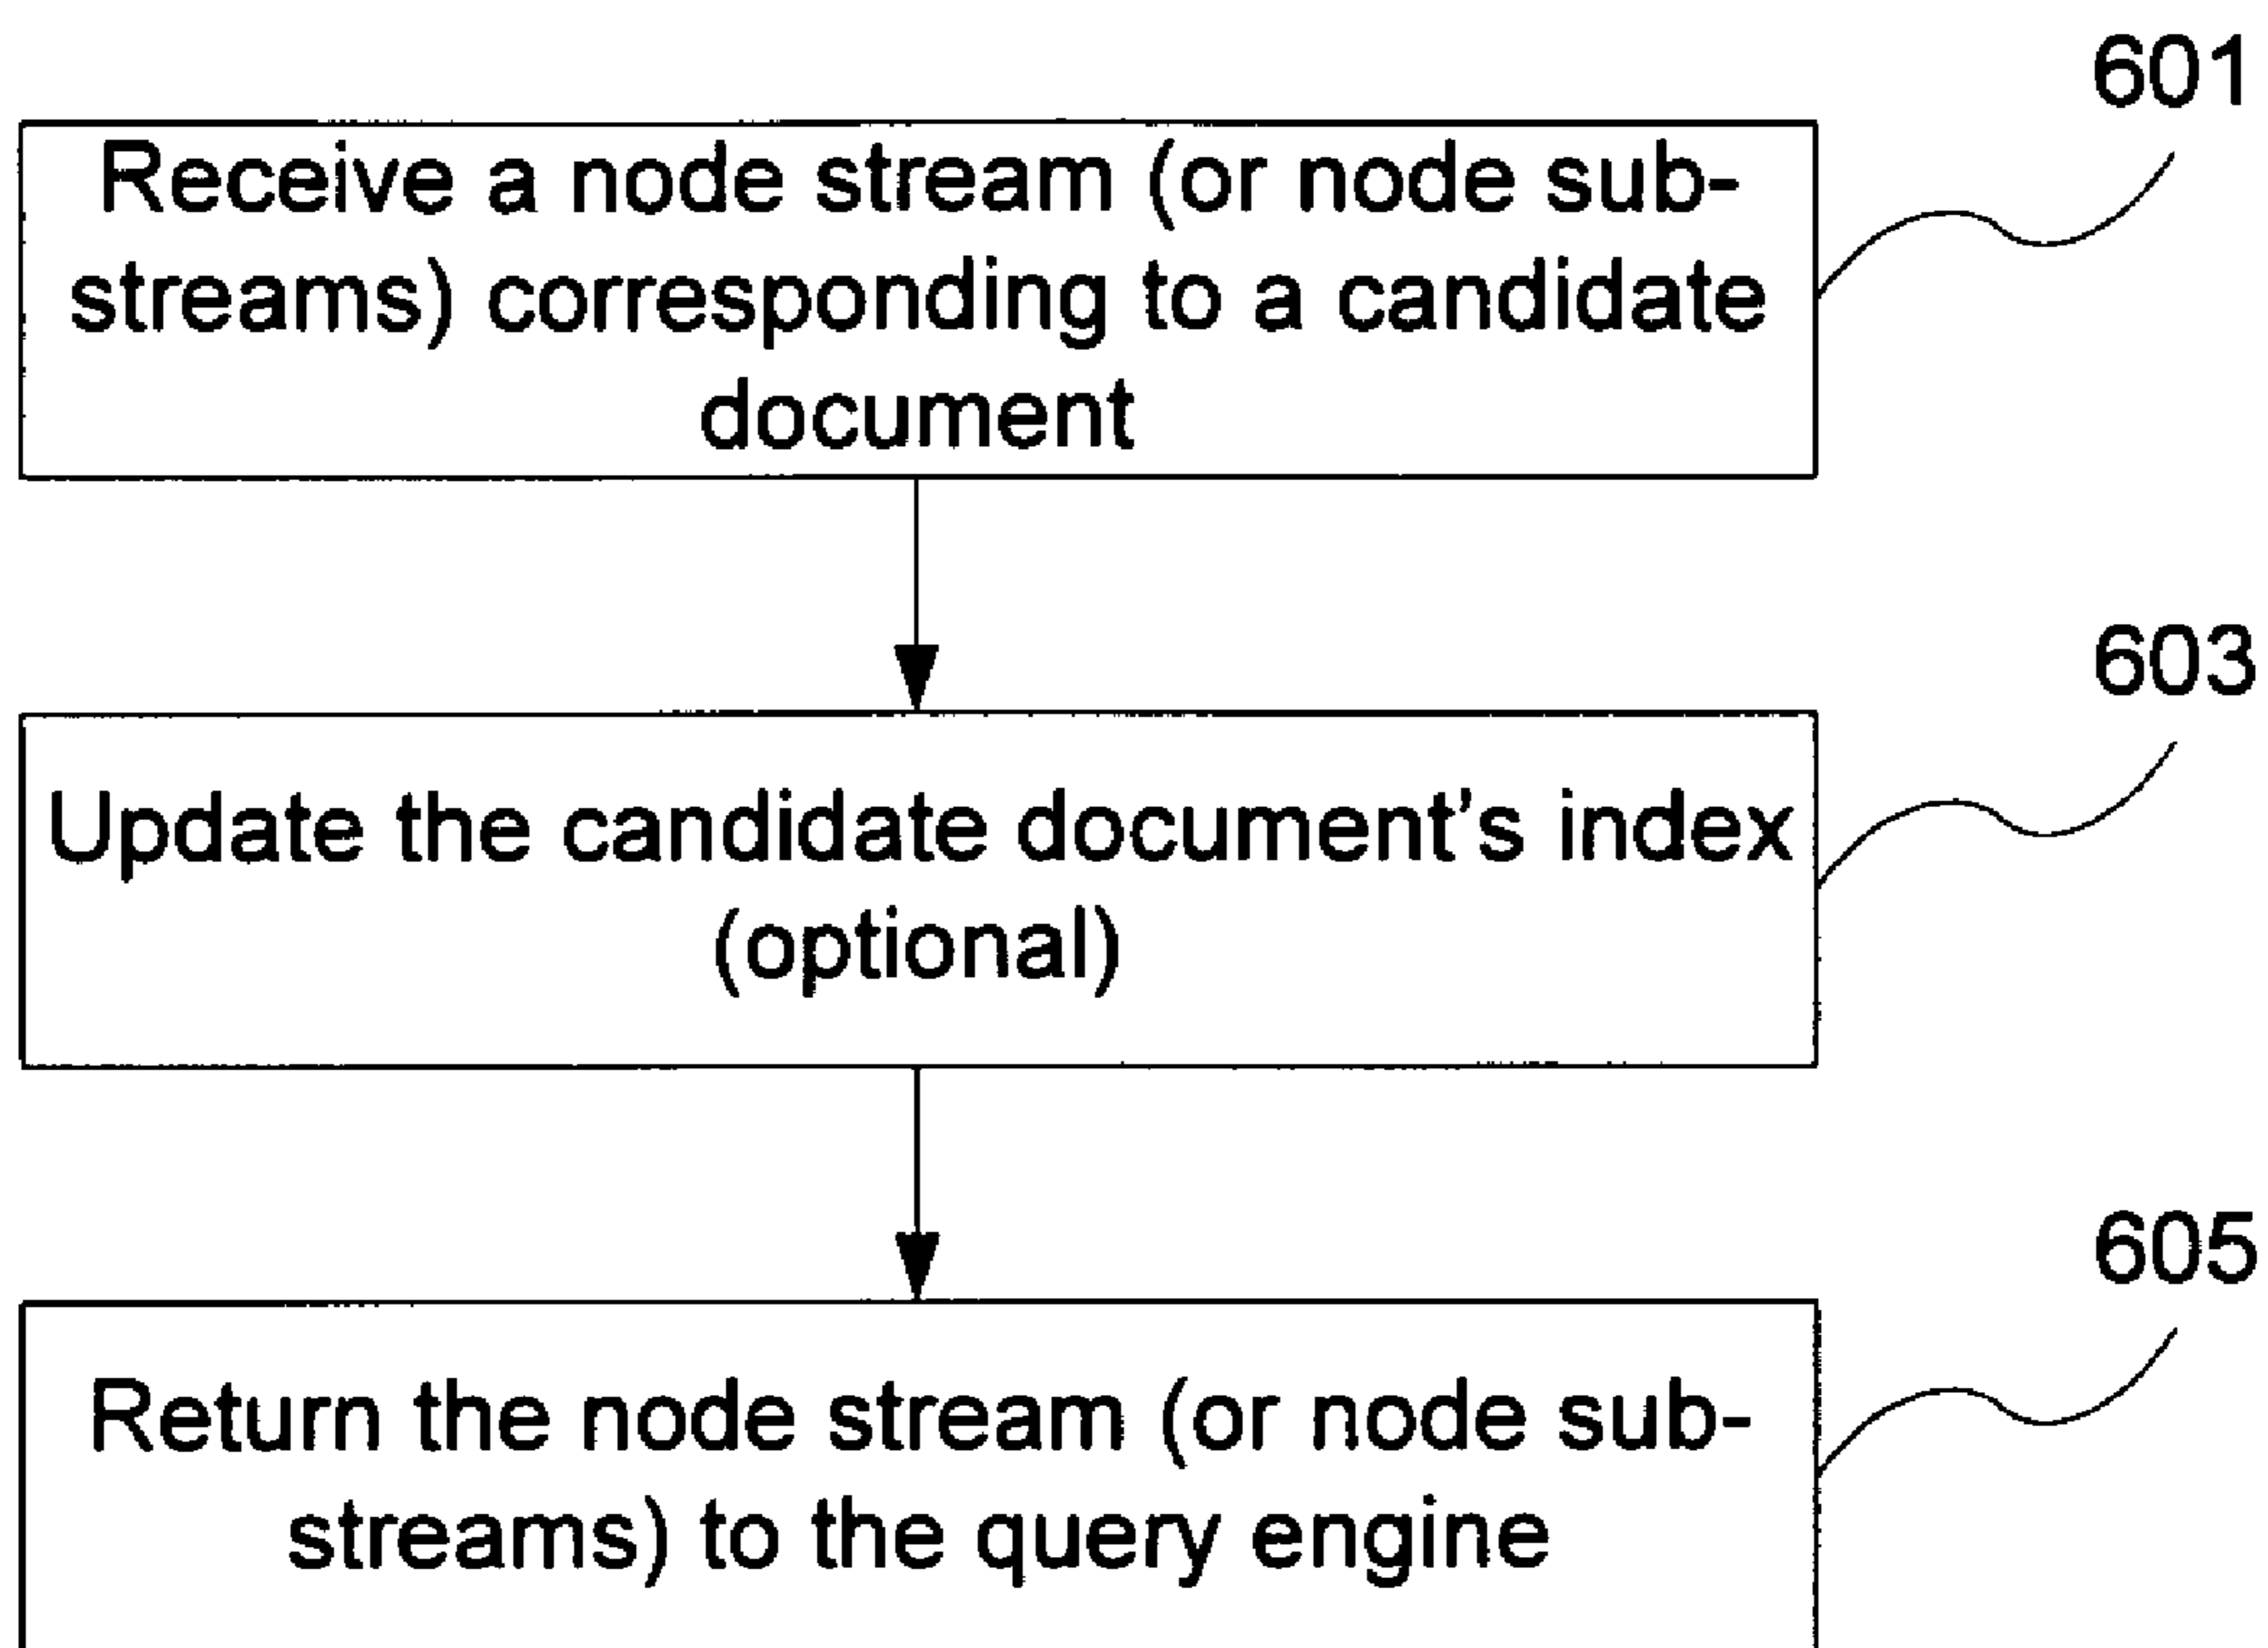 601
Receive a node stream (or node sub-
streams) corresponding to a candidate
document
603
Update the candidate document's index
(optional)
605
Return the node stream (or node sub-
streams) to the query engine